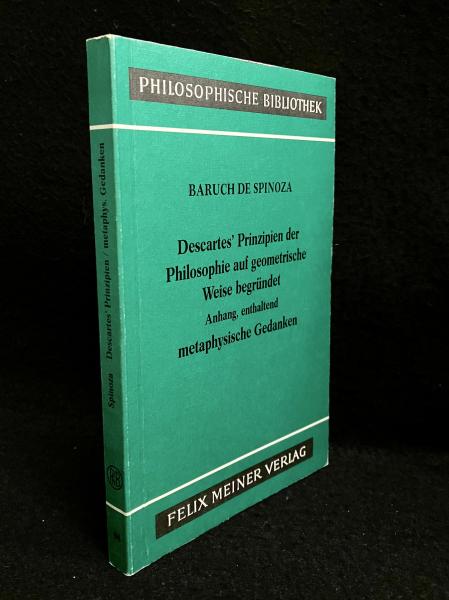 PHILOSOPHISCHE BIBLIOTHEK
BARUCH DE SPINOZA
Descartes' Prinzipien der
Philosophie auf geometrische
Weise begründet
Anhang, enthaltend
metaphysische Gedanken
FELIX MEINER VERLAG
Spinoza Descartes' Prinzipien / metaphys. Gedanken